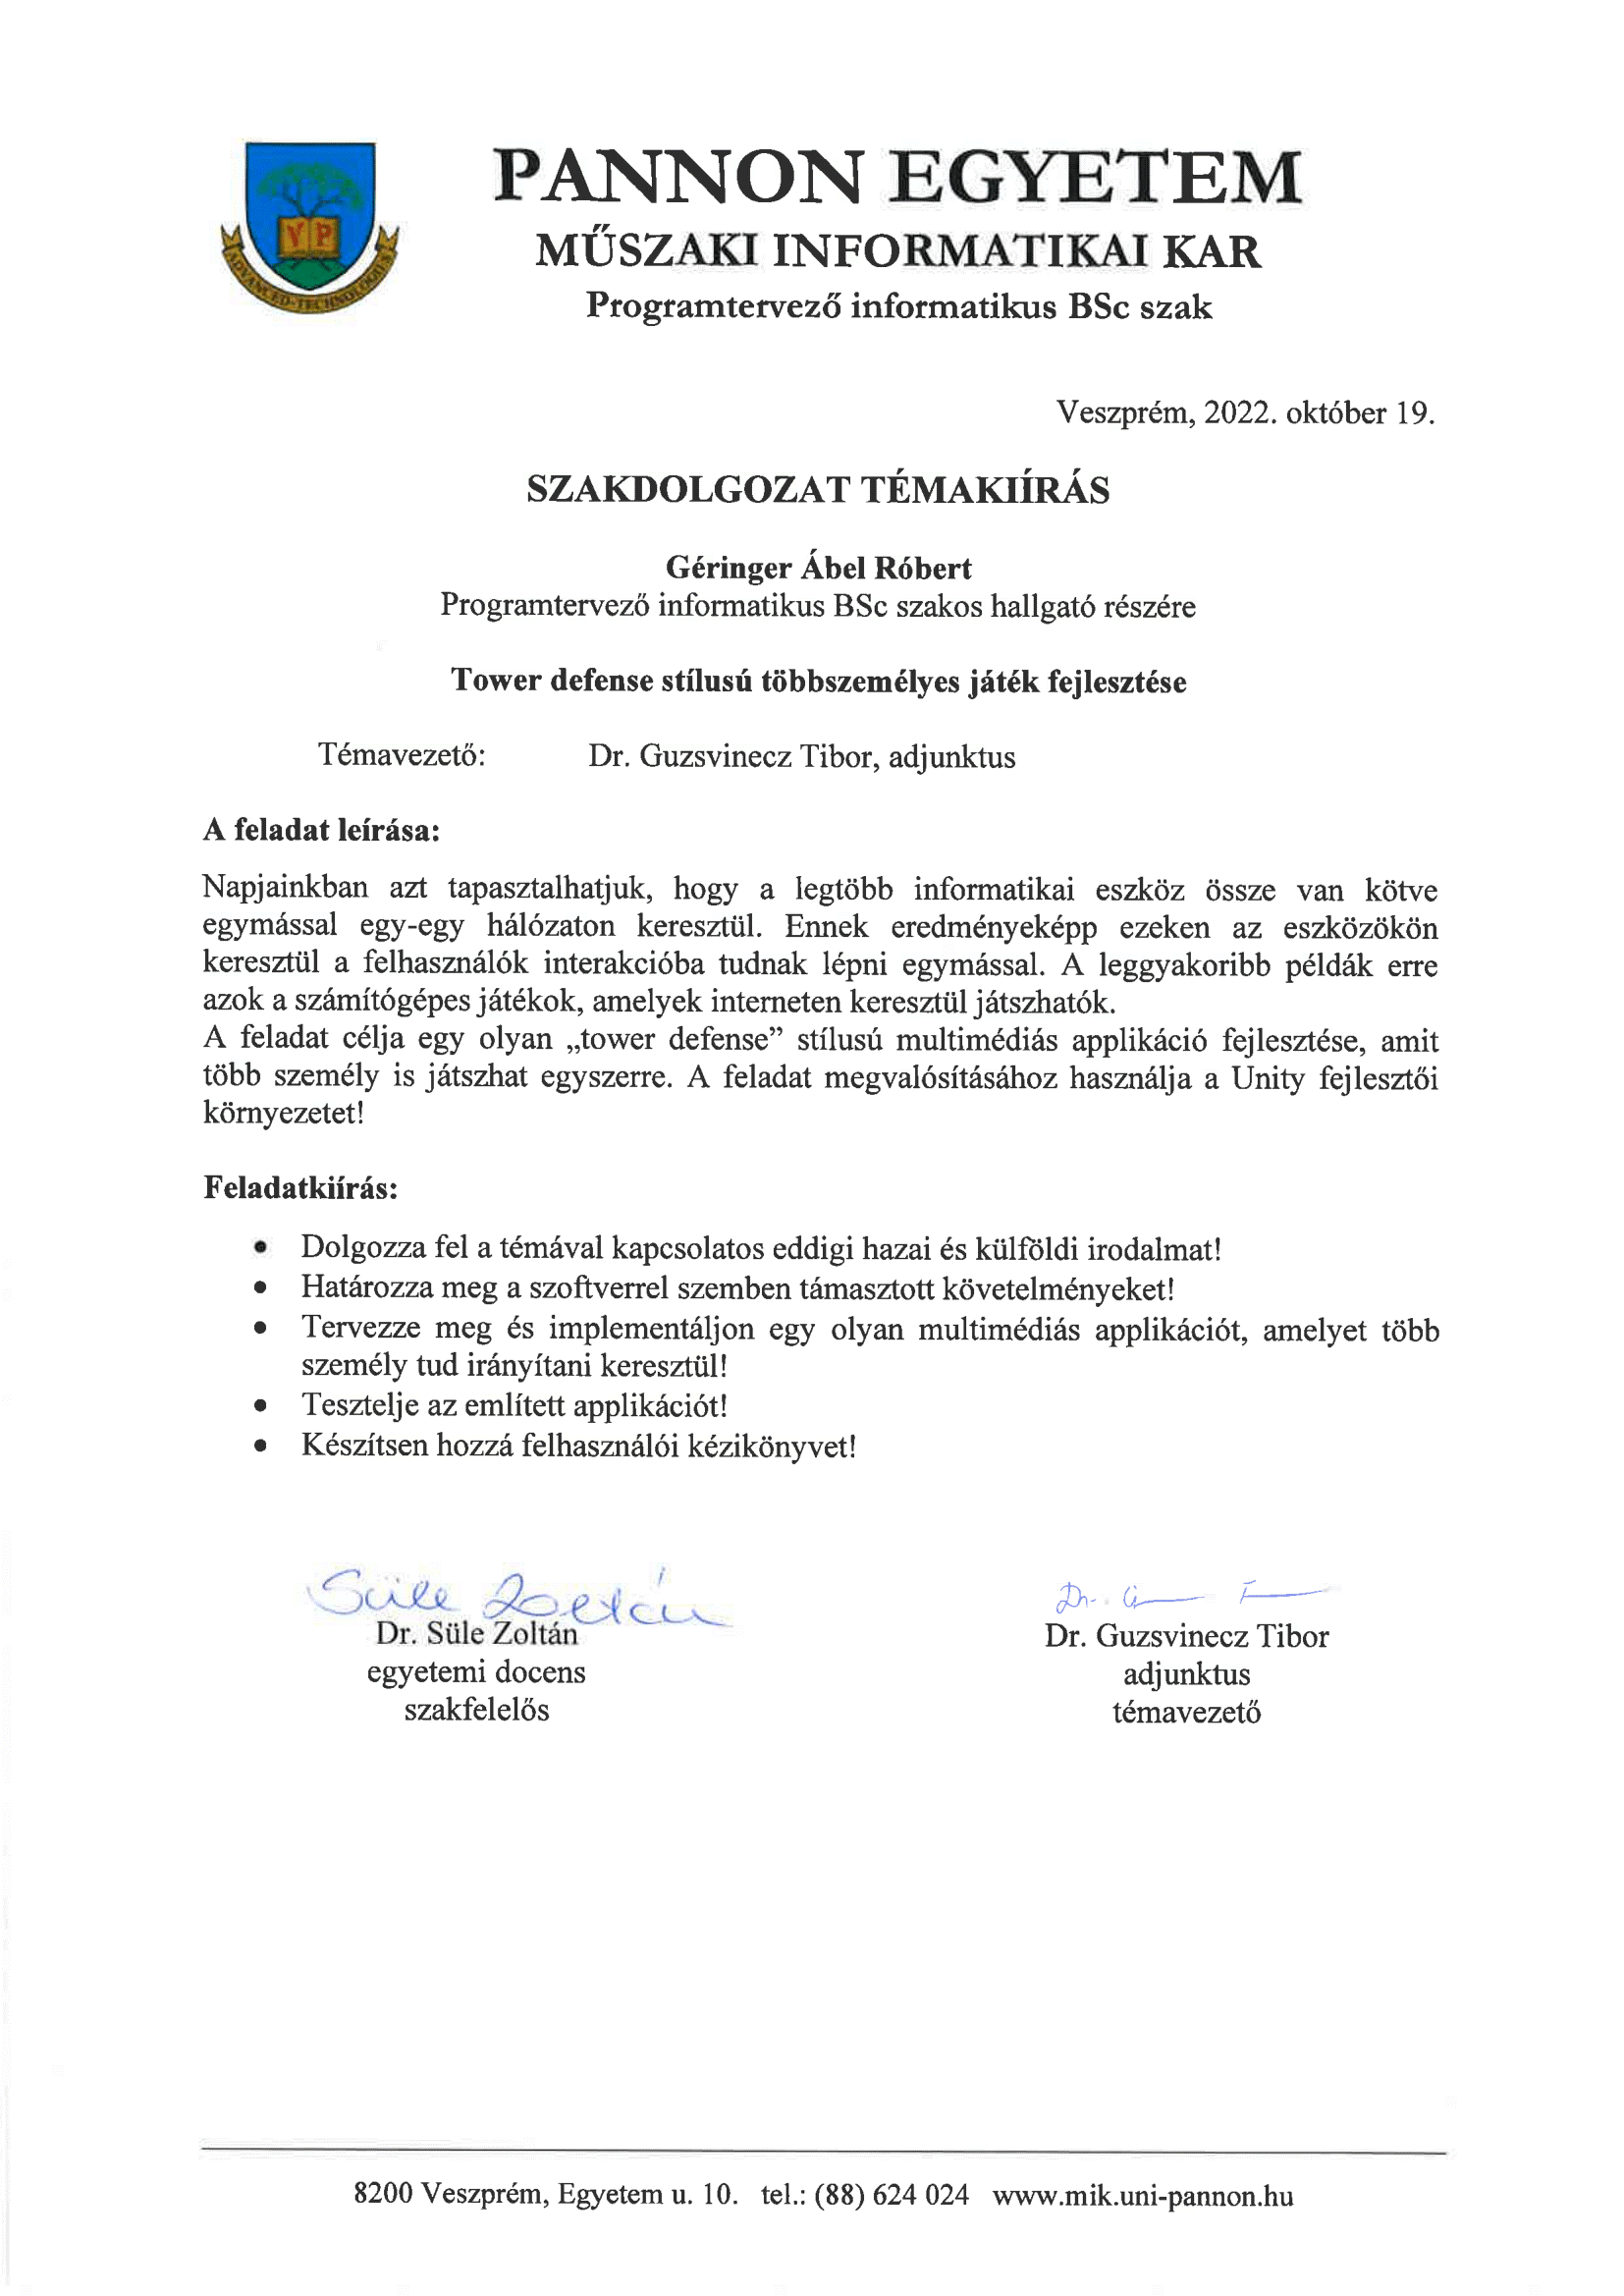 PANNON EGYETEM
MŰSZAKI INFORMATIKAI KAR
Programtervező informatikus BSc szak
VP
ADVANCED-TECHNOLOGIES
Veszprém, 2022. október 19.
SZAKDOLGOZAT TÉMAKIÍRÁS
Géringer Ábel Róbert
Programtervező informatikus BSc szakos hallgató részére
Tower defense stílusú többszemélyes játék fejlesztése
Témavezető: Dr. Guzsvinecz Tibor, adjunktus
A feladat leírása:
Napjainkban azt tapasztalhatjuk, hogy a legtöbb informatikai eszköz össze van kötve
egymással egy-egy hálózaton keresztül. Ennek eredményeképp ezeken az eszközökön
keresztül a felhasználók interakcióba tudnak lépni egymással. A leggyakoribb példák erre
azok a számítógépes játékok, amelyek interneten keresztül játszhatók.
A feladat célja egy olyan „tower defense” stílusú multimédiás applikáció fejlesztése, amit
több személy is játszhat egyszerre. A feladat megvalósításához használja a Unity fejlesztői
környezetet!
Feladatkiírás:
• Dolgozza fel a témával kapcsolatos eddigi hazai és külföldi irodalmat!
• Határozza meg a szoftverrel szemben támasztott követelményeket!
• Tervezze meg és implementáljon egy olyan multimédiás applikációt, amelyet több
személy tud irányítani keresztül!
• Tesztelje az említett applikációt!
• Készítsen hozzá felhasználói kézikönyvet!
Süle Zoltán
Dr. Süle Zoltán
egyetemi docens
szakfelelős
Dr. G T
Dr. Guzsvinecz Tibor
adjunktus
témavezető
8200 Veszprém, Egyetem u. 10. tel.: (88) 624 024 www.mik.uni-pannon.hu